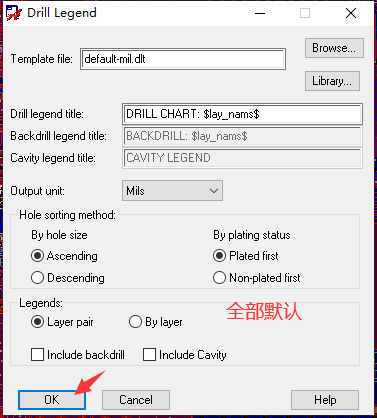 Drill Legend
Template file: default-mil.dlt Browse...
Library...
Drill legend title: DRILL CHART: $lay_nams$
Backdrill legend title: BACKDRILL: $lay_nams$
Cavity legend title: CAVITY LEGEND
Output unit: Mils
Hole sorting method:
By hole size By plating status
Ascending Plated first
Descending Non-plated first
Legends:
Layer pair By layer
全部默认
Include backdrill Include Cavity
OK Cancel Help